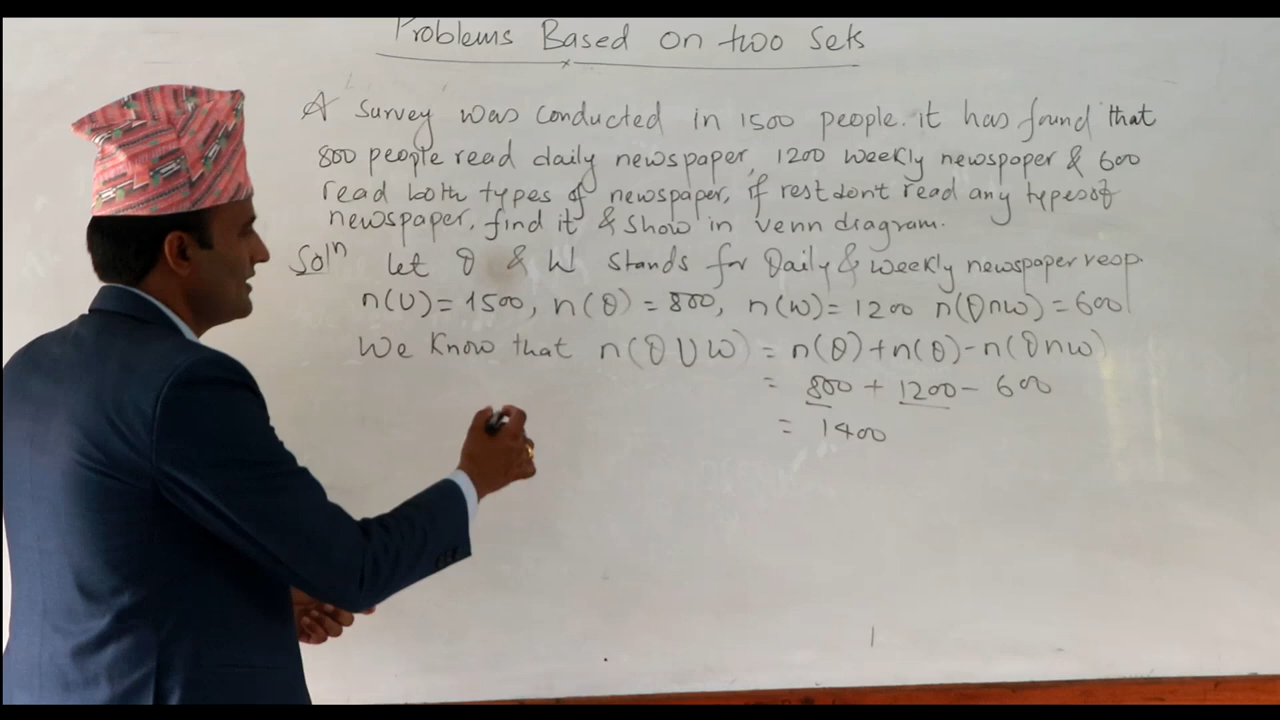 Problems Based on two sets
A survey was conducted in 1500 people. it has found that
800 people read daily newspaper, 1200 weekly newspaper & 600
read both types of newspaper, if rest dont read any types of
newspaper, find it & show in venn diagram.
Solⁿ Let D & W stands for Daily & weekly newspaper resp.
n(U) = 1500, n(D) = 800, n(W) = 1200 n(D∩W) = 600
We Know that n(D∪W) = n(D)+n(D)-n(D∩W)
= 800 + 1200 - 600
= 1400